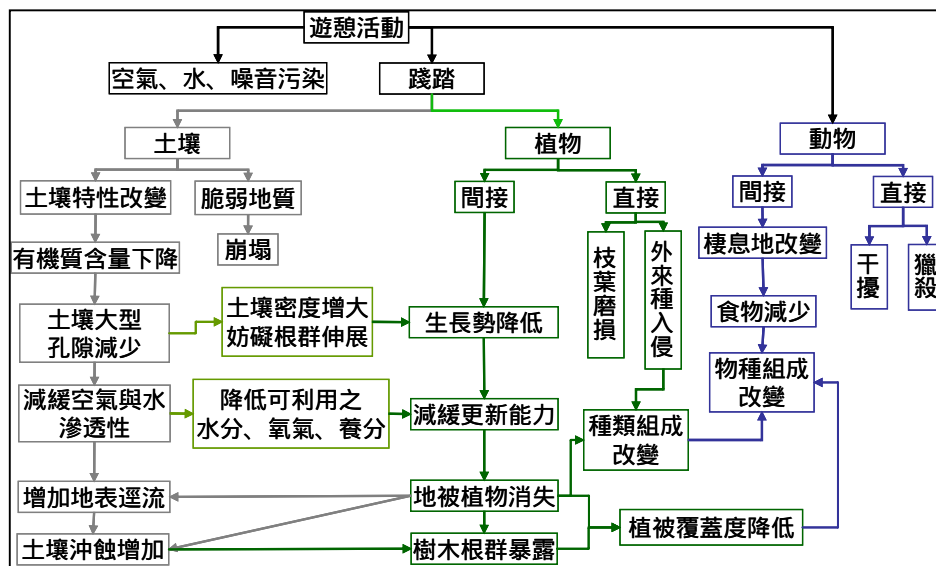 遊憩活動
空氣、水、噪音污染
踐踏
土壤
植物
動物
土壤特性改變
脆弱地質
間接
直接
間接
直接
有機質含量下降
崩塌
枝葉磨損
外來種入侵
棲息地改變
干擾
獵殺
土壤大型
孔隙減少
土壤密度增大
妨礙根群伸展
生長勢降低
食物減少
減緩空氣與水
滲透性
降低可利用之
水分、氧氣、養分
減緩更新能力
種類組成
改變
物種組成
改變
增加地表逕流
地被植物消失
植被覆蓋度降低
土壤沖蝕增加
樹木根群暴露